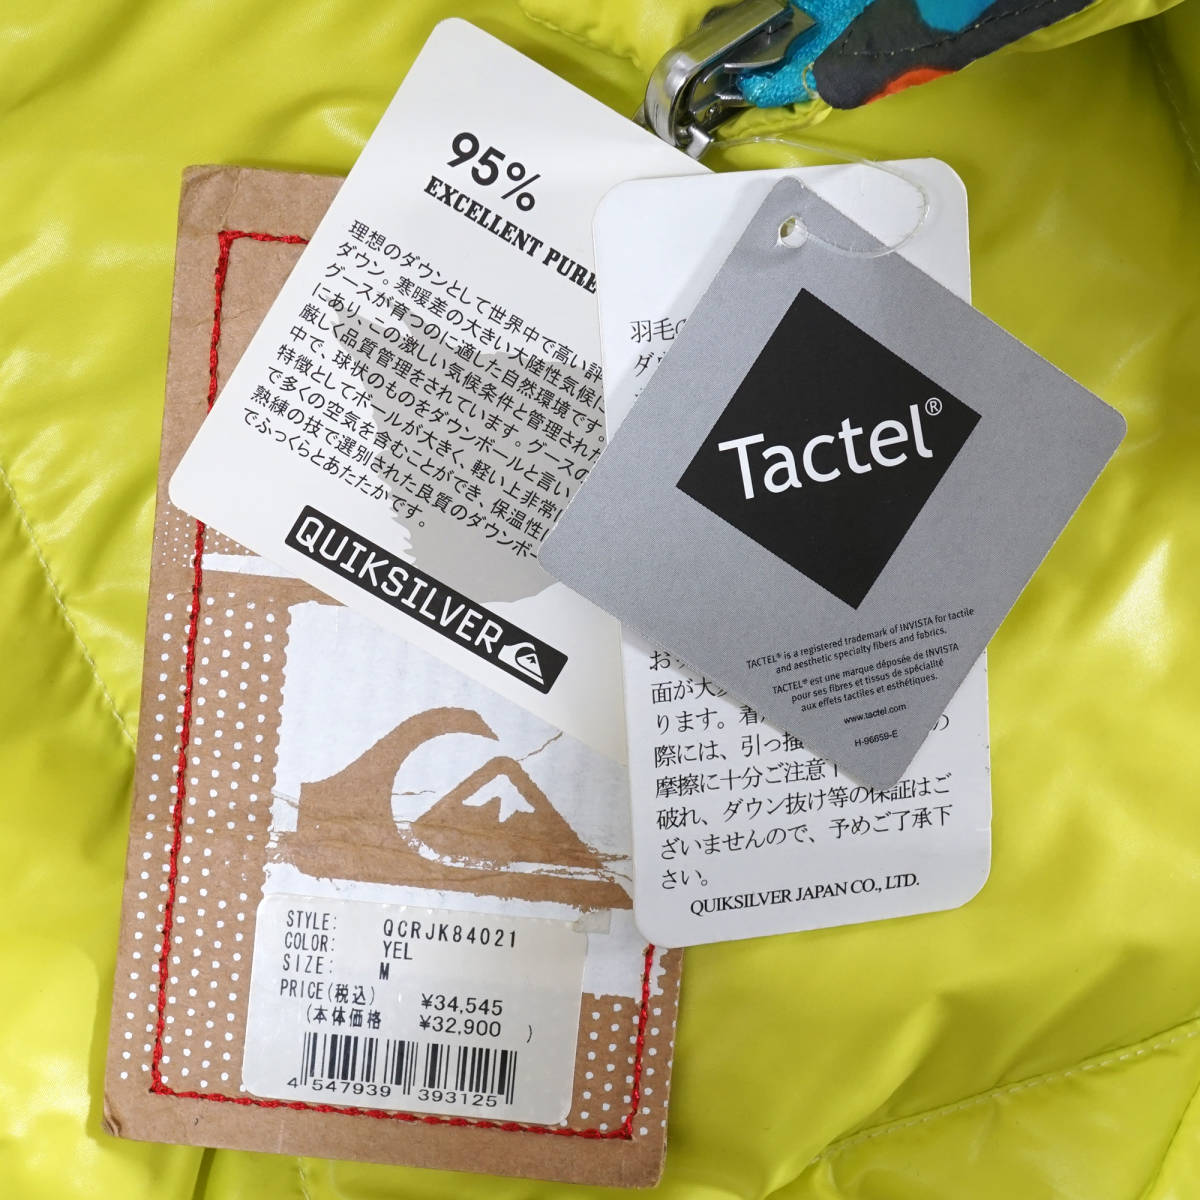 95%
EXCELLENT PURE
理想のダウンとして世界中で高い評
ダウン。寒暖差の大きい大陸性気候
グースが育つのに適した自然環境です。
にあり、この激しい気候条件と管理された
厳しく品質管理をされています。グースの
中で、球状のものをダウンボールと言い
特徴としてボールが大きく、軽い上非常
で多くの空気を含むことができ、保温性
熟練の技で選別された良質のダウンボー
でふっくらとあたたかです。
QUIKSILVER
羽毛
Tactel®
TACTEL® is a registered trademark of INVISTA for tactile
and aesthetic specialty fibers and fabrics.
TACTEL® est une marque déposée de INVISTA
pour ses fibres et tissus de spécialité
aux effets tactiles et esthétiques.
www.tactel.com
H-96659-E
面が大
ります。着
際には、引っ掻
摩擦に十分ご注意下
破れ、ダウン抜け等の保証はご
ざいませんので、予めご了承下
さい。
QUIKSILVER JAPAN CO., LTD.
STYLE: QCRJK84021
COLOR: YEL
SIZE: M
PRICE(税込) ¥34,545
(本体価格 ¥32,900 )
4 547939 393125